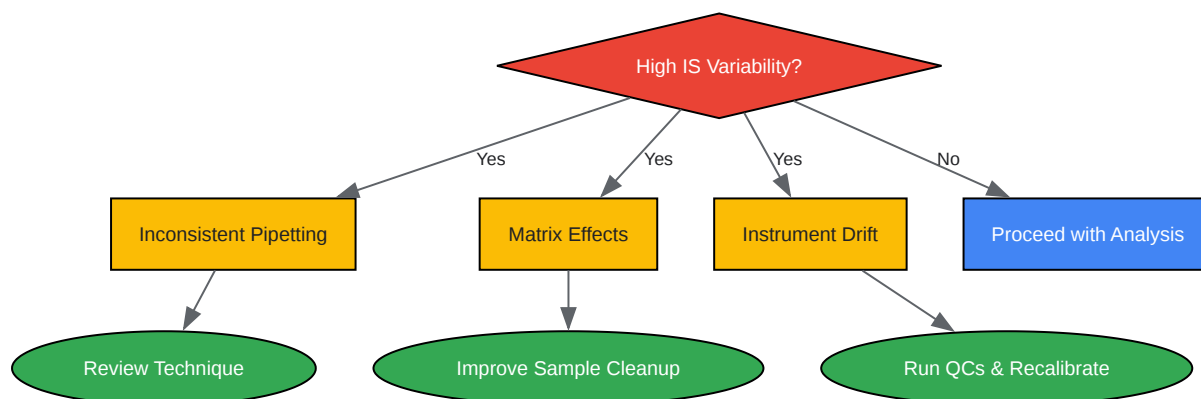 High IS Variability?
Yes
Yes
Yes
No
Inconsistent Pipetting
Matrix Effects
Instrument Drift
Proceed with Analysis
Review Technique
Improve Sample Cleanup
Run QCs & Recalibrate